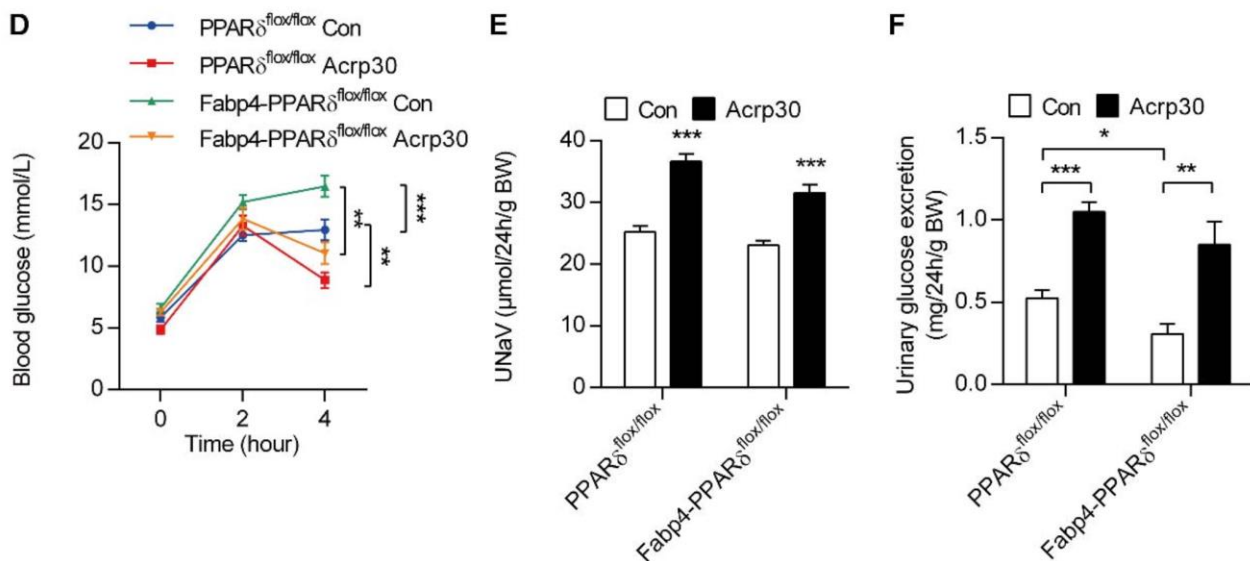 D
PPARδflox/flox Con
PPARδflox/flox Acrp30
Fabp4-PPARδflox/flox Con
Fabp4-PPARδflox/flox Acrp30
Blood glucose (mmol/L)
20
15
10
5
0
0 2 4
Time (hour)
**
**
***
E
Con Acrp30
UNaV (μmol/24h/g BW)
40
30
20
10
0
***
***
PPARδflox/flox
Fabp4-PPARδflox/flox
F
Con Acrp30
Urinary glucose excretion
(mg/24h/g BW)
1.5
1.0
0.5
0.0
*
***
**
PPARδflox/flox
Fabp4-PPARδflox/flox